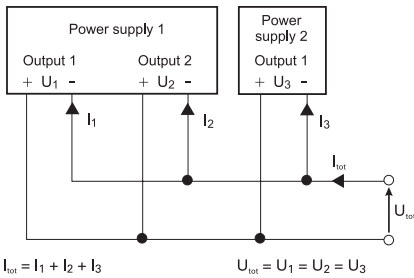 Power supply 1
Power
supply 2
Output 1
Output 2
Output 1
+ U₁ −
+ U₂ −
+ U₃ −
I₁
I₂
I₃
Iₜₒₜ
Uₜₒₜ
Iₜₒₜ = I₁ + I₂ + I₃
Uₜₒₜ = U₁ = U₂ = U₃